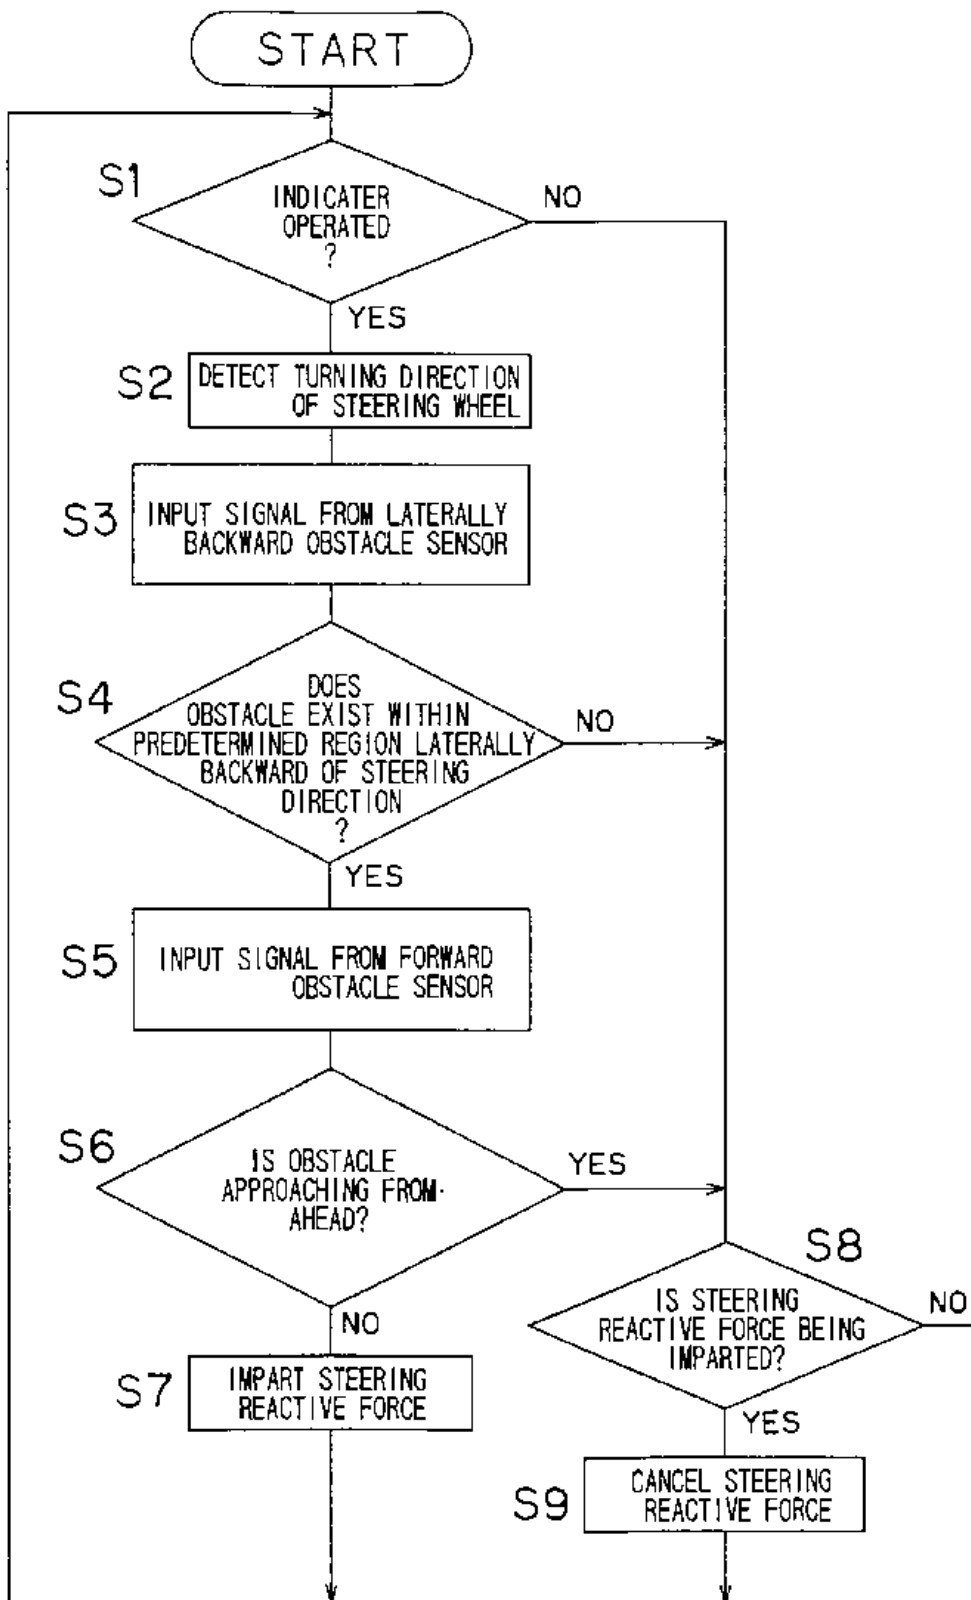 START
S1
INDICATER
OPERATED
?
NO
YES
S2
DETECT TURNING DIRECTION
OF STEERING WHEEL
S3
INPUT SIGNAL FROM LATERALLY
BACKWARD OBSTACLE SENSOR
S4
DOES
OBSTACLE EXIST WITHIN
PREDETERMINED REGION LATERALLY
BACKWARD OF STEERING
DIRECTION
?
NO
YES
S5
INPUT SIGNAL FROM FORWARD
OBSTACLE SENSOR
S6
IS OBSTACLE
APPROACHING FROM
AHEAD?
YES
NO
S7
IMPART STEERING
REACTIVE FORCE
S8
IS STEERING
REACTIVE FORCE BEING
IMPARTED?
NO
YES
S9
CANCEL STEERING
REACTIVE FORCE